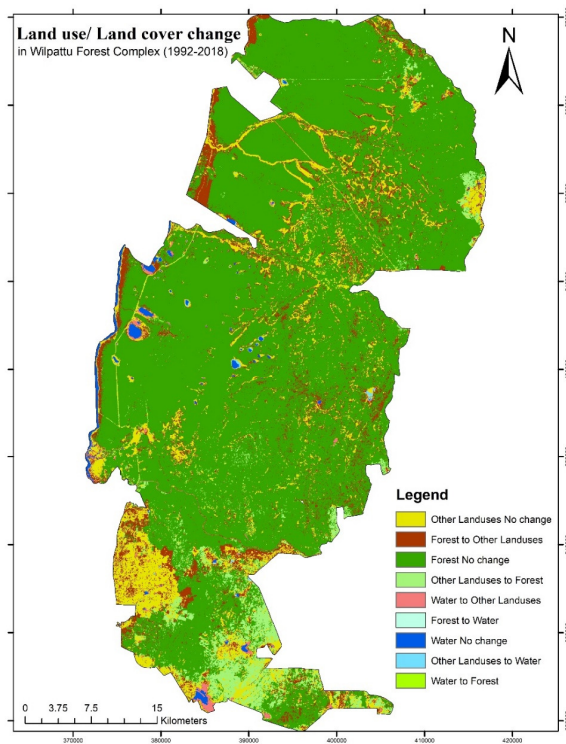 Land use/ Land cover change
in Wilpattu Forest Complex (1992-2018)
N
Legend
Other Landuses No change
Forest to Other Landuses
Forest No change
Other Landuses to Forest
Water to Other Landuses
Forest to Water
Water No change
Other Landuses to Water
Water to Forest
0 3.75 7.5 15
Kilometers
370000 380000 390000 400000 410000 420000